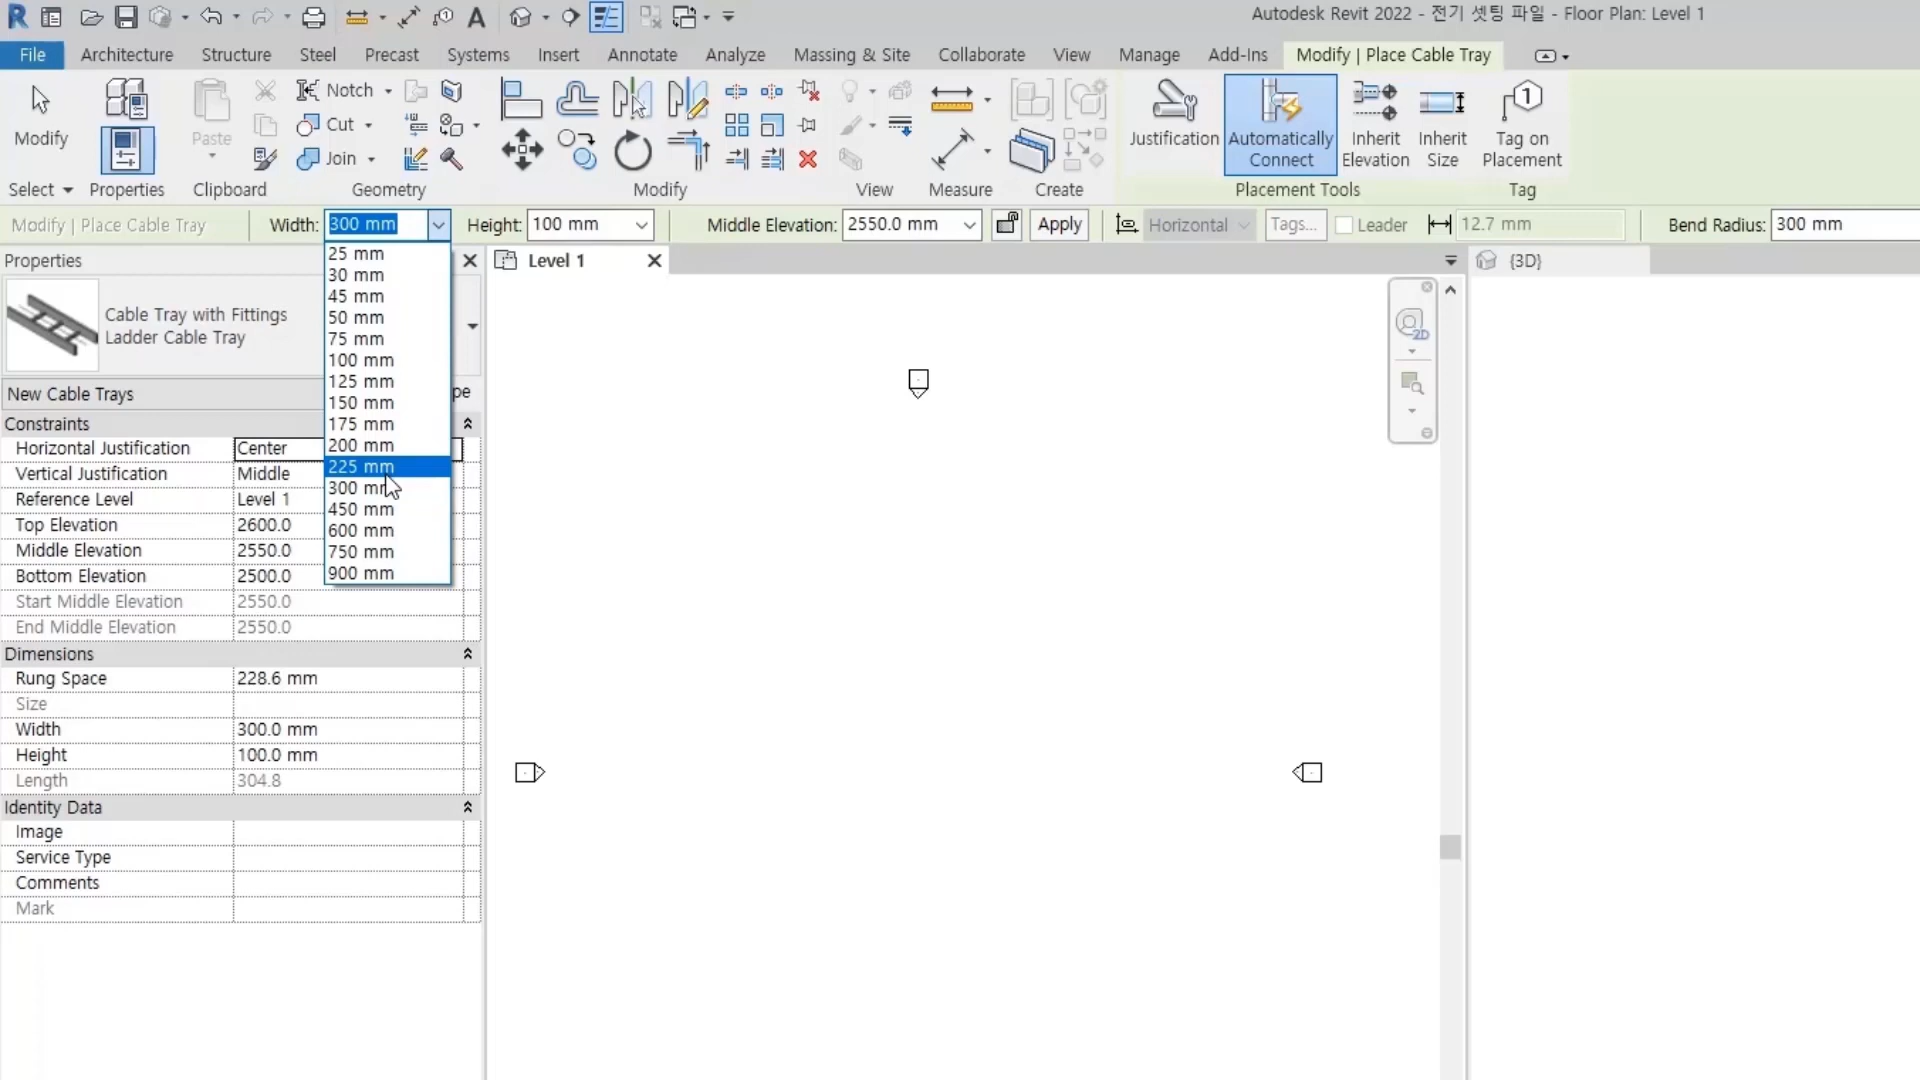 Autodesk Revit 2022 - 전기 셋팅 파일 - Floor Plan: Level 1
File Architecture Structure Steel Precast Systems Insert Annotate Analyze Massing & Site Collaborate View Manage Add-Ins Modify | Place Cable Tray
Modify
Paste
Notch
Cut
Join
Justification
Automatically Connect
Inherit Elevation
Inherit Size
Tag on Placement
Select Properties Clipboard Geometry Modify View Measure Create Placement Tools Tag
Modify | Place Cable Tray Width: 300 mm Height: 100 mm Middle Elevation: 2550.0 mm Apply Horizontal Tags... Leader 12.7 mm Bend Radius: 300 mm
25 mm
30 mm
45 mm
50 mm
75 mm
100 mm
125 mm
150 mm
175 mm
200 mm
225 mm
300 mm
450 mm
600 mm
750 mm
900 mm
Properties
Level 1
{3D}
2D
Cable Tray with Fittings
Ladder Cable Tray
New Cable Trays pe
Constraints
Horizontal Justification Center
Vertical Justification Middle
Reference Level Level 1
Top Elevation 2600.0
Middle Elevation 2550.0
Bottom Elevation 2500.0
Start Middle Elevation 2550.0
End Middle Elevation 2550.0
Dimensions
Rung Space 228.6 mm
Size
Width 300.0 mm
Height 100.0 mm
Length 304.8
Identity Data
Image
Service Type
Comments
Mark